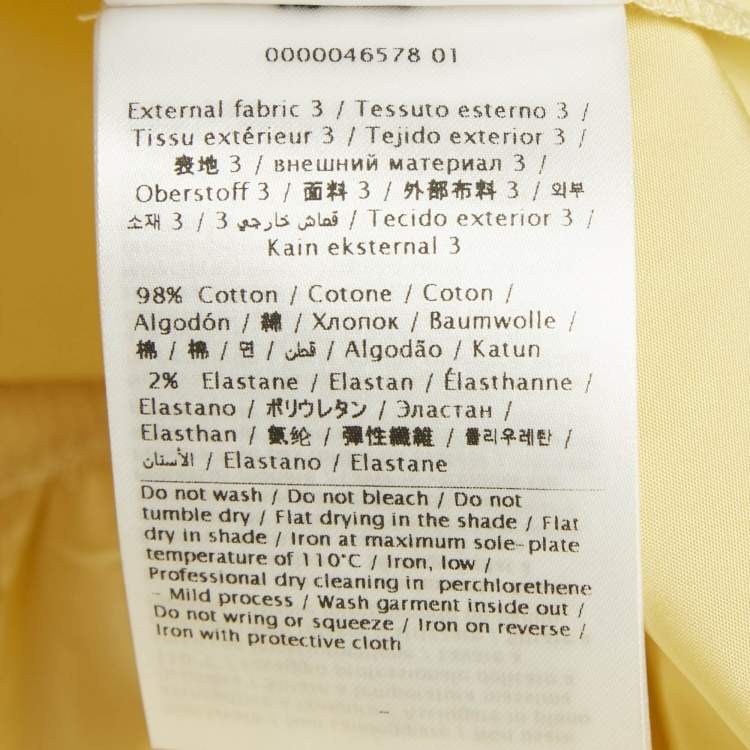 0000046578 01
External fabric 3 / Tessuto esterno 3 /
Tissu extérieur 3 / Tejido exterior 3 /
表地 3 / внешний материал 3 /
Oberstoff 3 / 面料 3 / 外部布料 3 / 외부
소재 3 / قماش خارجي 3 / Tecido exterior 3 /
Kain eksternal 3
98% Cotton / Cotone / Coton /
Algodón / 綿 / Хлопок / Baumwolle /
棉 / 棉 / 면 / قطن / Algodão / Katun
2% Elastane / Elastan / Élasthanne /
Elastano / ポリウレタン / Эластан /
Elasthan / 氨纶 / 彈性纖維 / 폴리우레탄 /
الأستان / Elastano / Elastane
Do not wash / Do not bleach / Do not
tumble dry / Flat drying in the shade / Flat
dry in shade / Iron at maximum sole-plate
temperature of 110°C / Iron, low /
Professional dry cleaning in perchlorethene
- Mild process / Wash garment inside out /
Do not wring or squeeze / Iron on reverse /
Iron with protective cloth